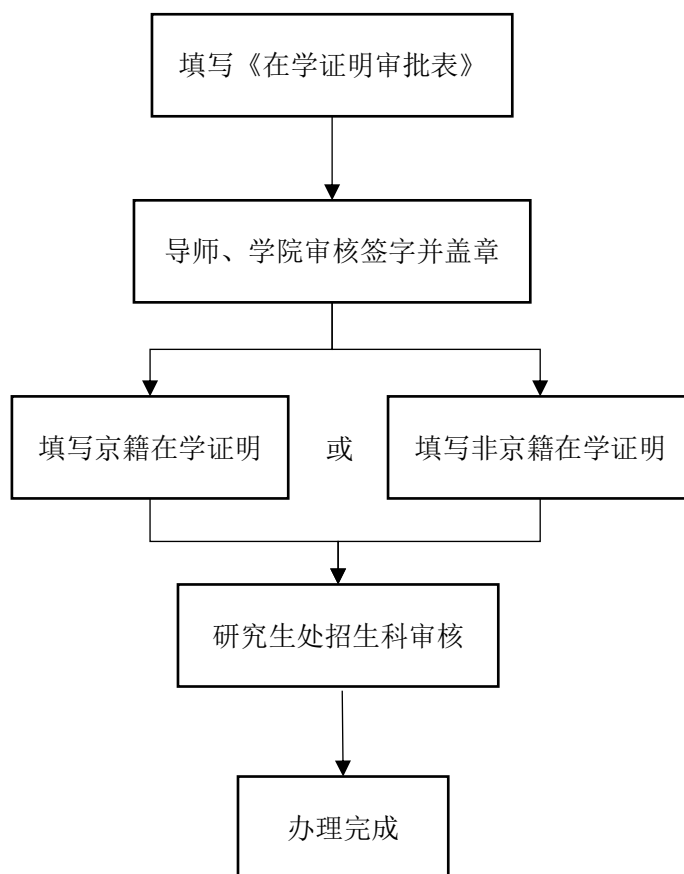 填写《在学证明审批表》
导师、学院审核签字并盖章
填写京籍在学证明
或
填写非京籍在学证明
研究生处招生科审核
办理完成